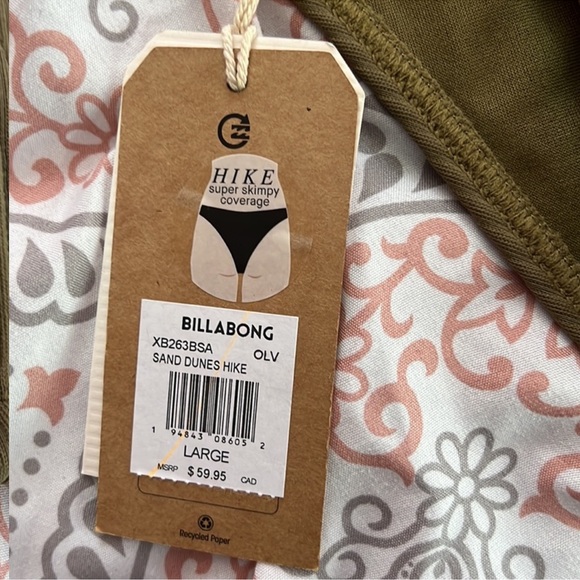 HIKE
super skimpy
coverage
BILLABONG
XB263BSA OLV
SAND DUNES HIKE
1 94843 08605 2
LARGE
MSRP $ 59.95 CAD
Recycled Paper